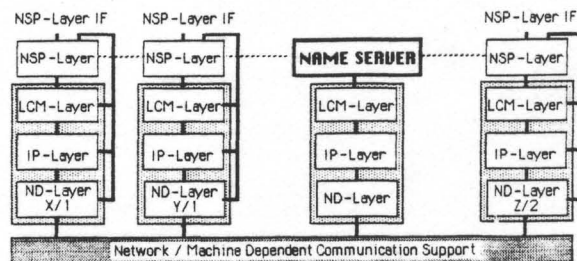 NSP-Layer IF NSP-Layer IF NSP-Layer IF
NSP-Layer NSP-Layer NAME SERVER NSP-Layer
LCM-Layer LCM-Layer LCM-Layer LCM-Layer
IP-Layer IP-Layer IP-Layer IP-Layer
ND-Layer ND-Layer ND-Layer ND-Layer
X/1 Y/1 Z/2
Network / Machine Dependent Communication Support